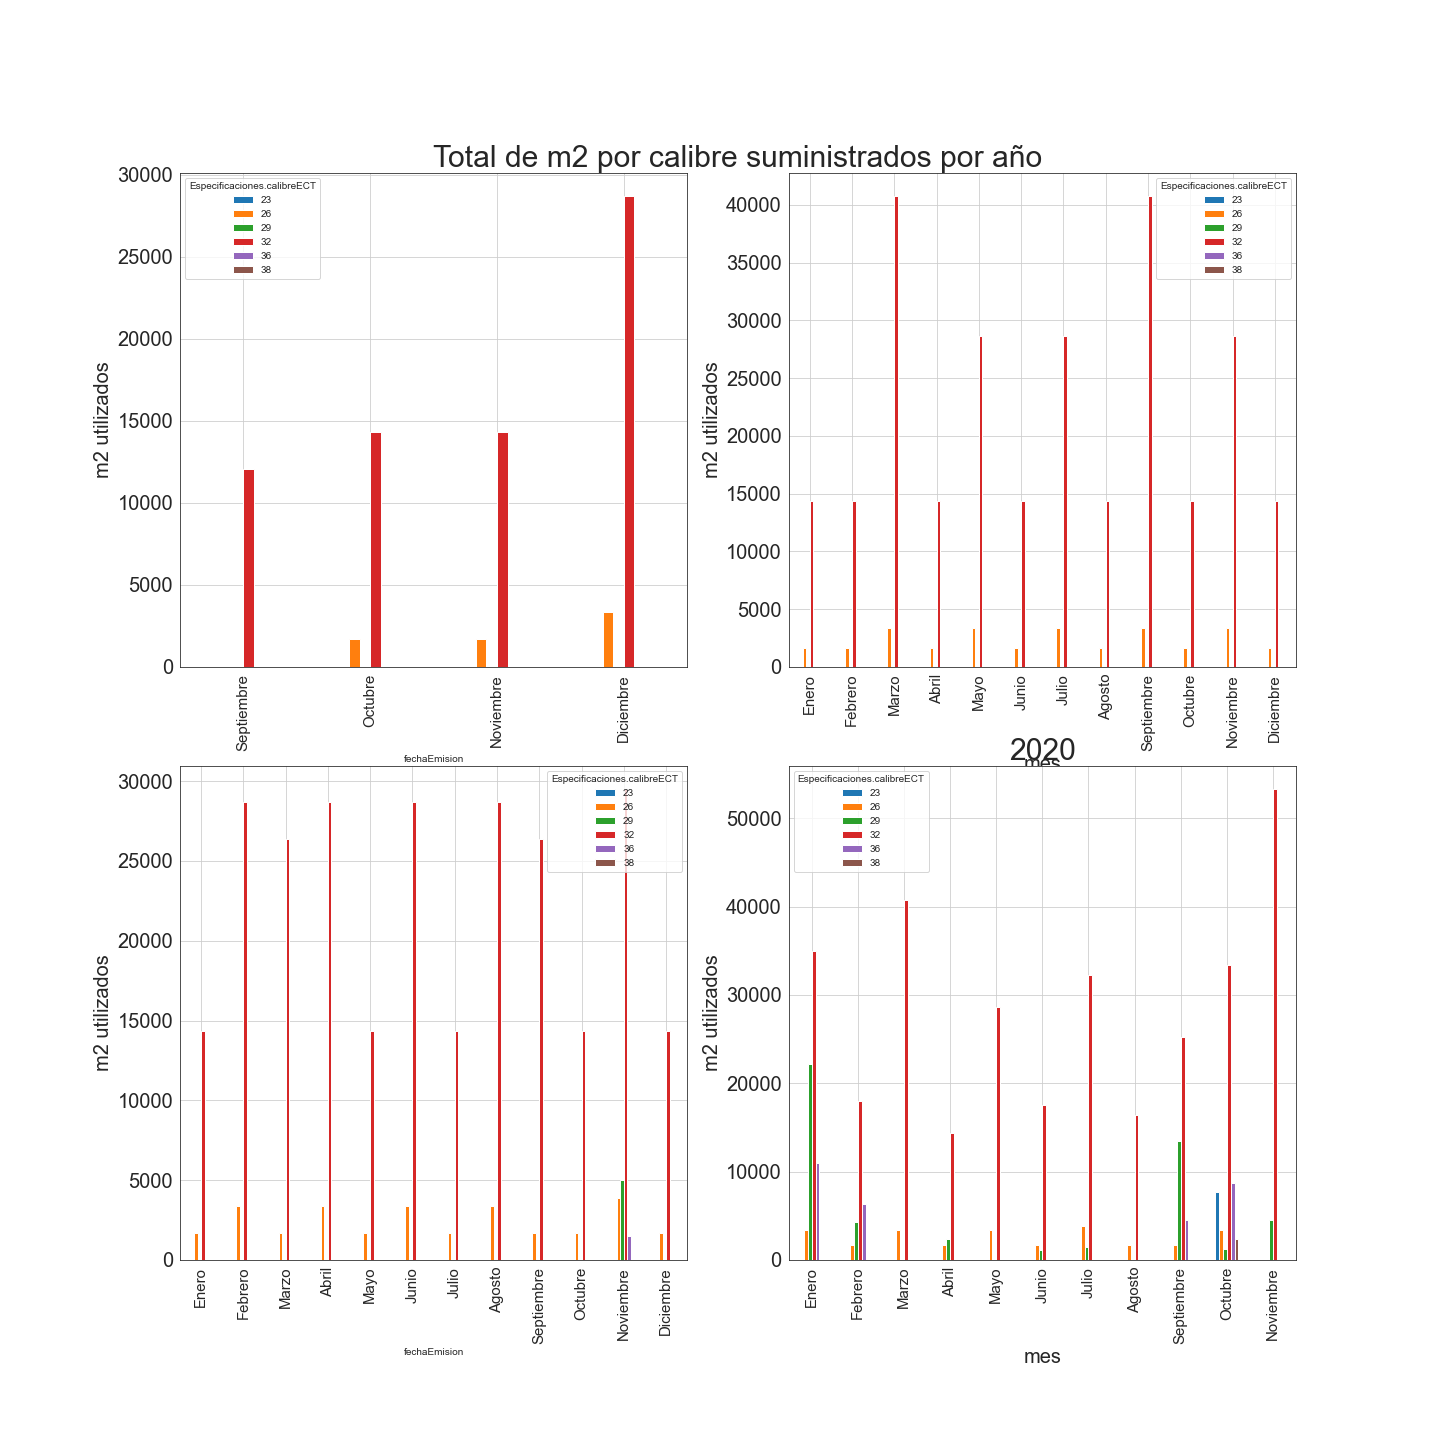 Total de m2 por calibre suministrados por año
30000
25000
20000
15000
10000
5000
0
m2 utilizados
Especificaciones.calibreECT
23
26
29
32
36
38
Septiembre
Octubre
Noviembre
Diciembre
fechaEmision
40000
35000
30000
25000
20000
15000
10000
5000
0
m2 utilizados
Especificaciones.calibreECT
23
26
29
32
36
38
Enero
Febrero
Marzo
Abril
Mayo
Junio
Julio
Agosto
Septiembre
Octubre
Noviembre
Diciembre
mes
30000
25000
20000
15000
10000
5000
0
m2 utilizados
Especificaciones.calibreECT
23
26
29
32
36
38
Enero
Febrero
Marzo
Abril
Mayo
Junio
Julio
Agosto
Septiembre
Octubre
Noviembre
Diciembre
fechaEmision
2020
50000
40000
30000
20000
10000
0
m2 utilizados
Especificaciones.calibreECT
23
26
29
32
36
38
Enero
Febrero
Marzo
Abril
Mayo
Junio
Julio
Agosto
Septiembre
Octubre
Noviembre
mes